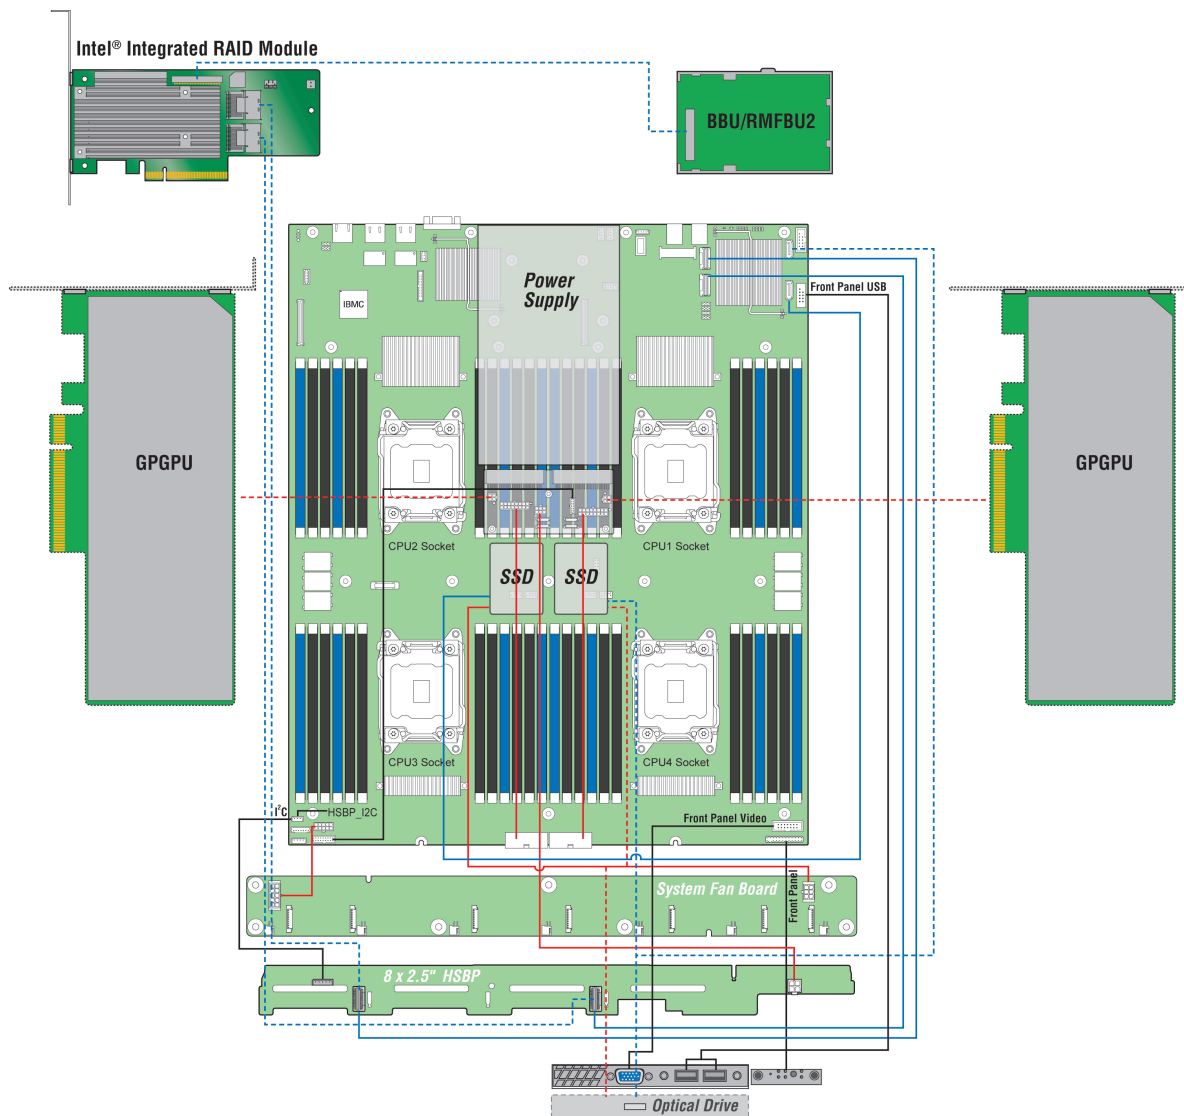 Intel® Integrated RAID Module
BBU/RMFBU2
Power
Supply
Front Panel USB
IBMC
GPGPU
GPGPU
CPU2 Socket
CPU1 Socket
SSD
SSD
CPU3 Socket
CPU4 Socket
I²C
HSBP_I2C
Front Panel Video
Front Panel
System Fan Board
8 x 2.5" HSBP
Optical Drive